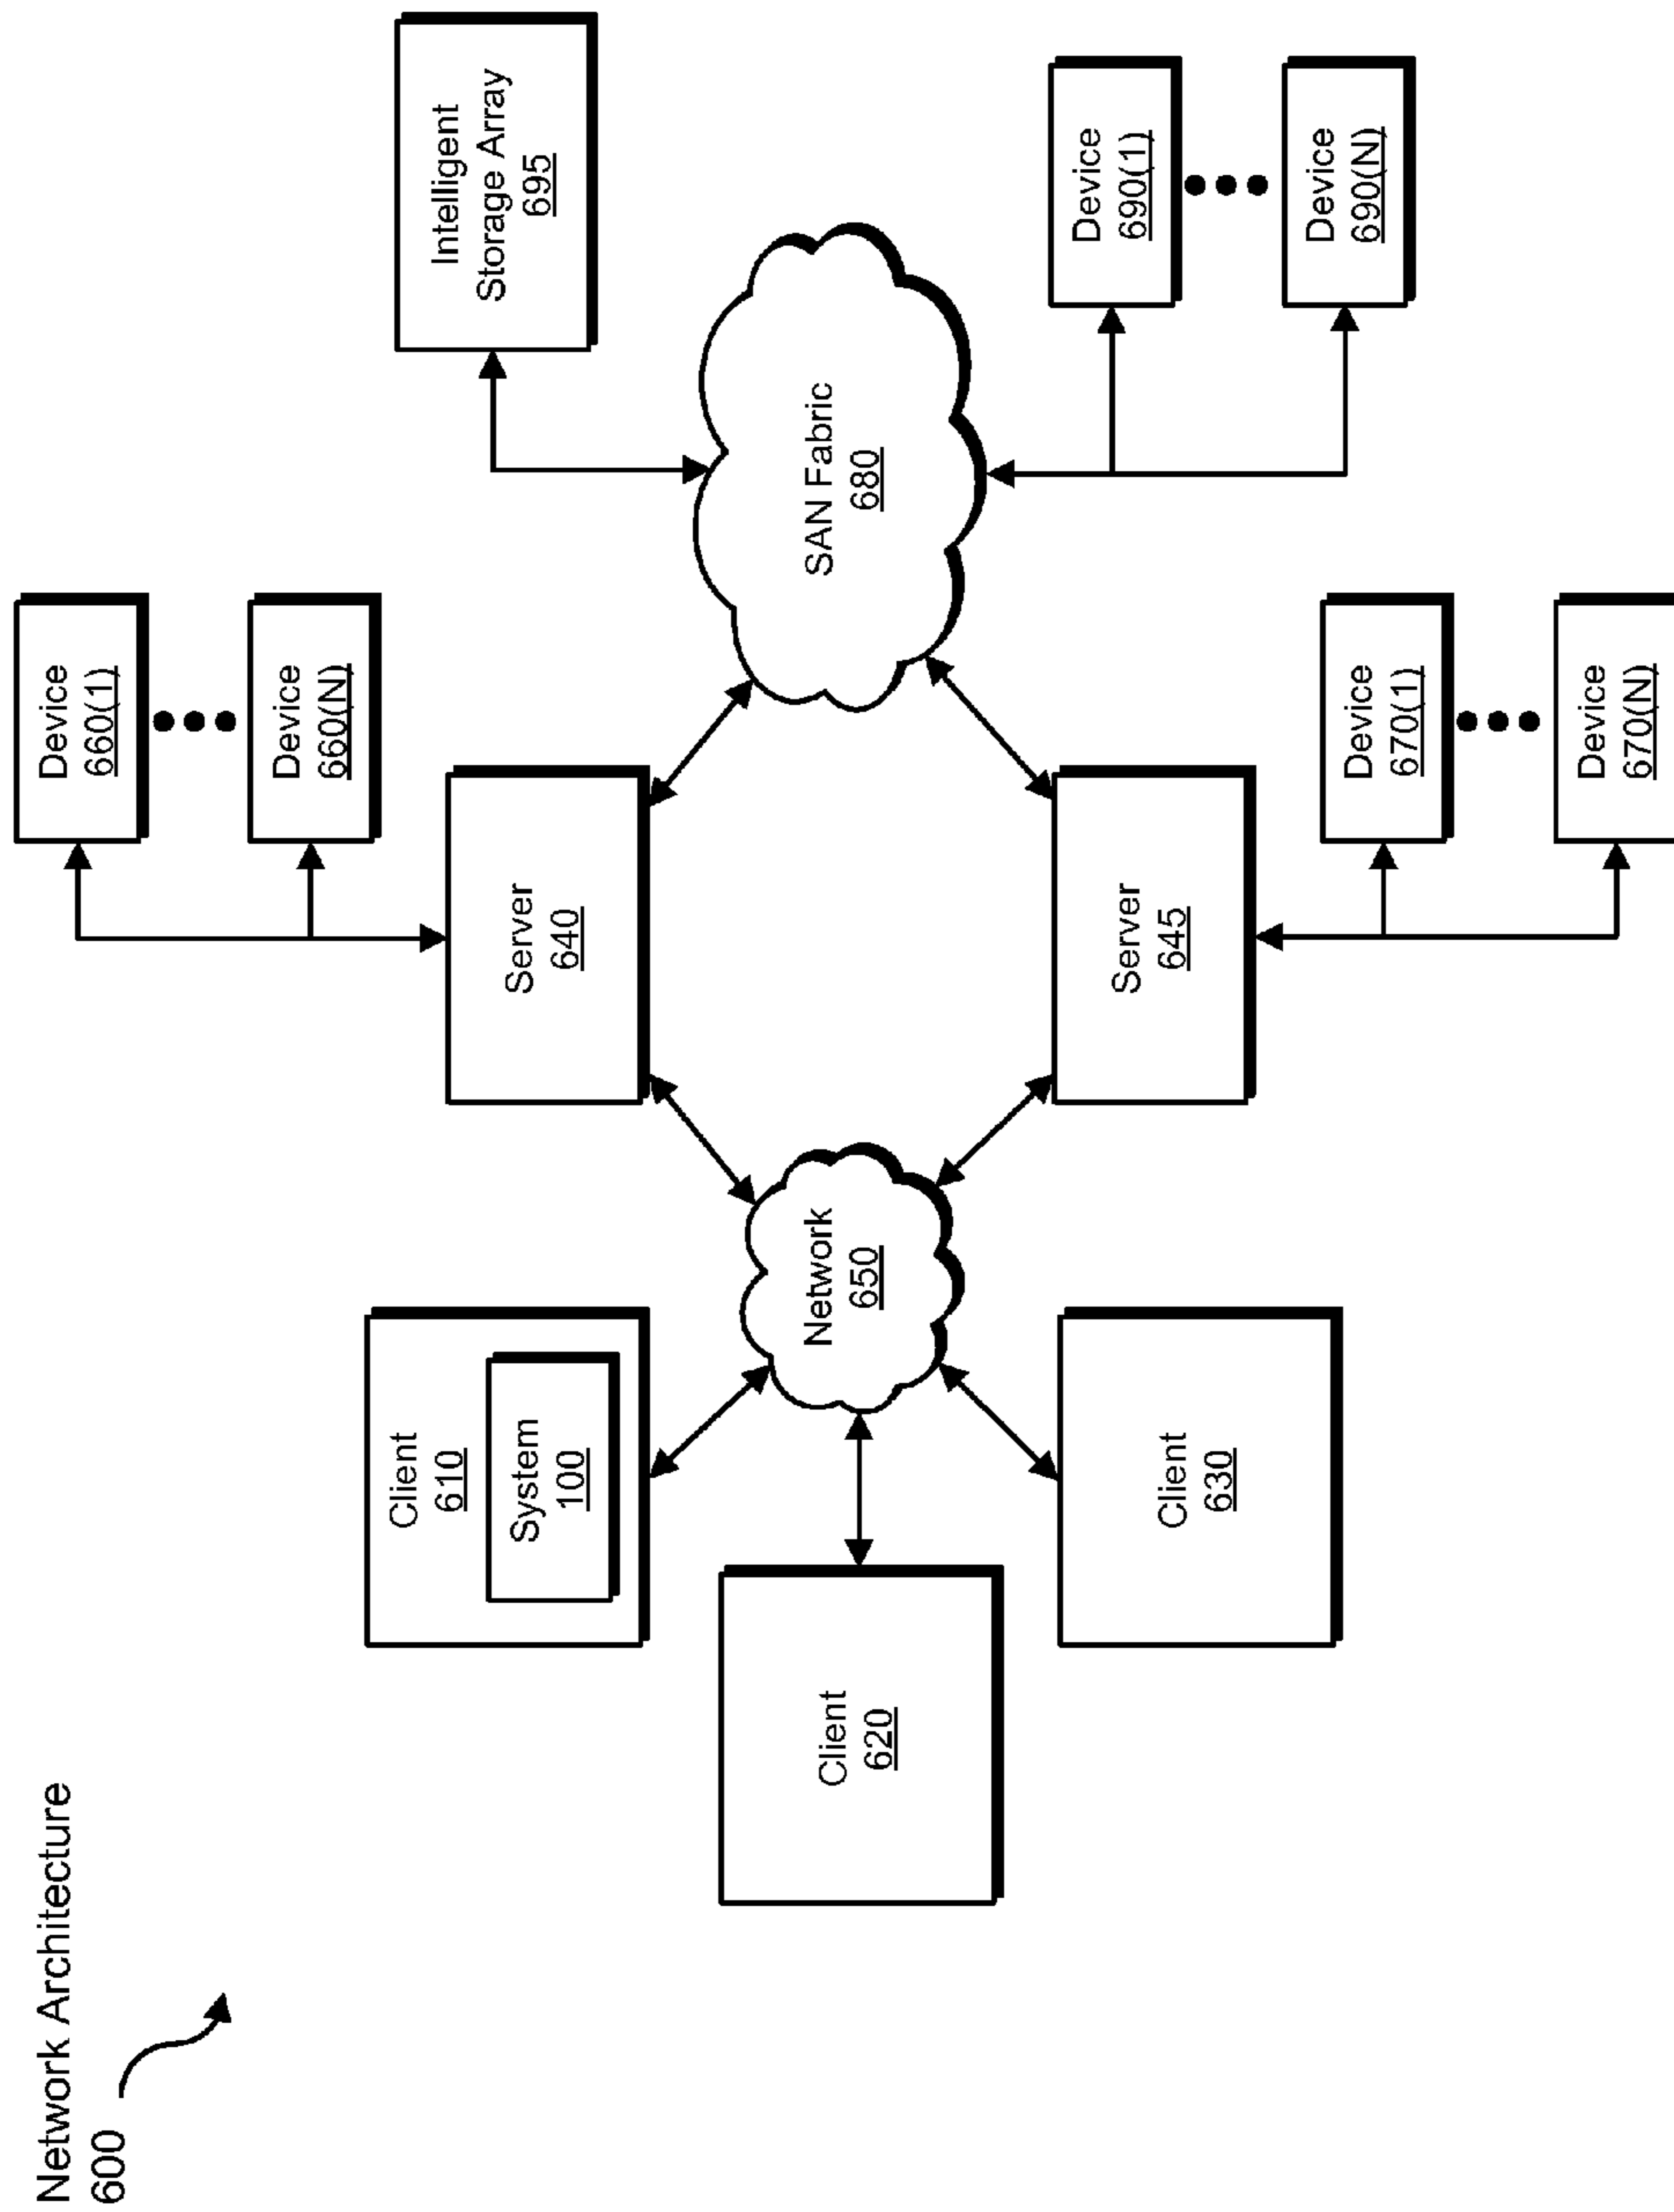 Network Architecture
600
Client
610
System
100
Client
620
Client
630
Network
650
Server
640
Server
645
Device
660(1)
Device
660(N)
Device
670(1)
Device
670(N)
SAN Fabric
680
Intelligent
Storage Array
695
Device
690(1)
Device
690(N)